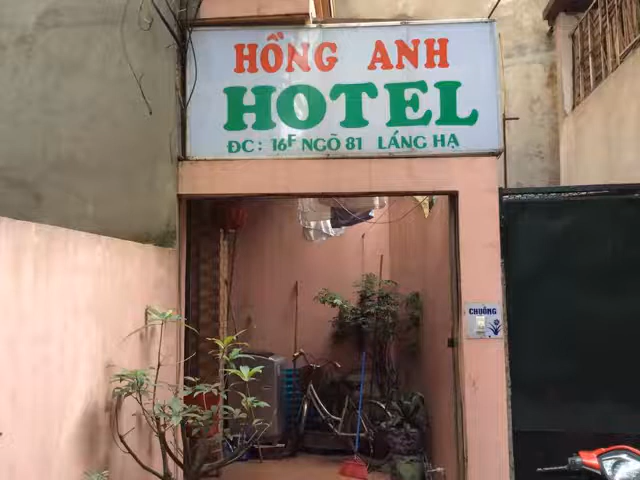 HỒNG ANH
HOTEL
ĐC: 16F NGÕ 81 LÁNG HẠ
CHUÔNG